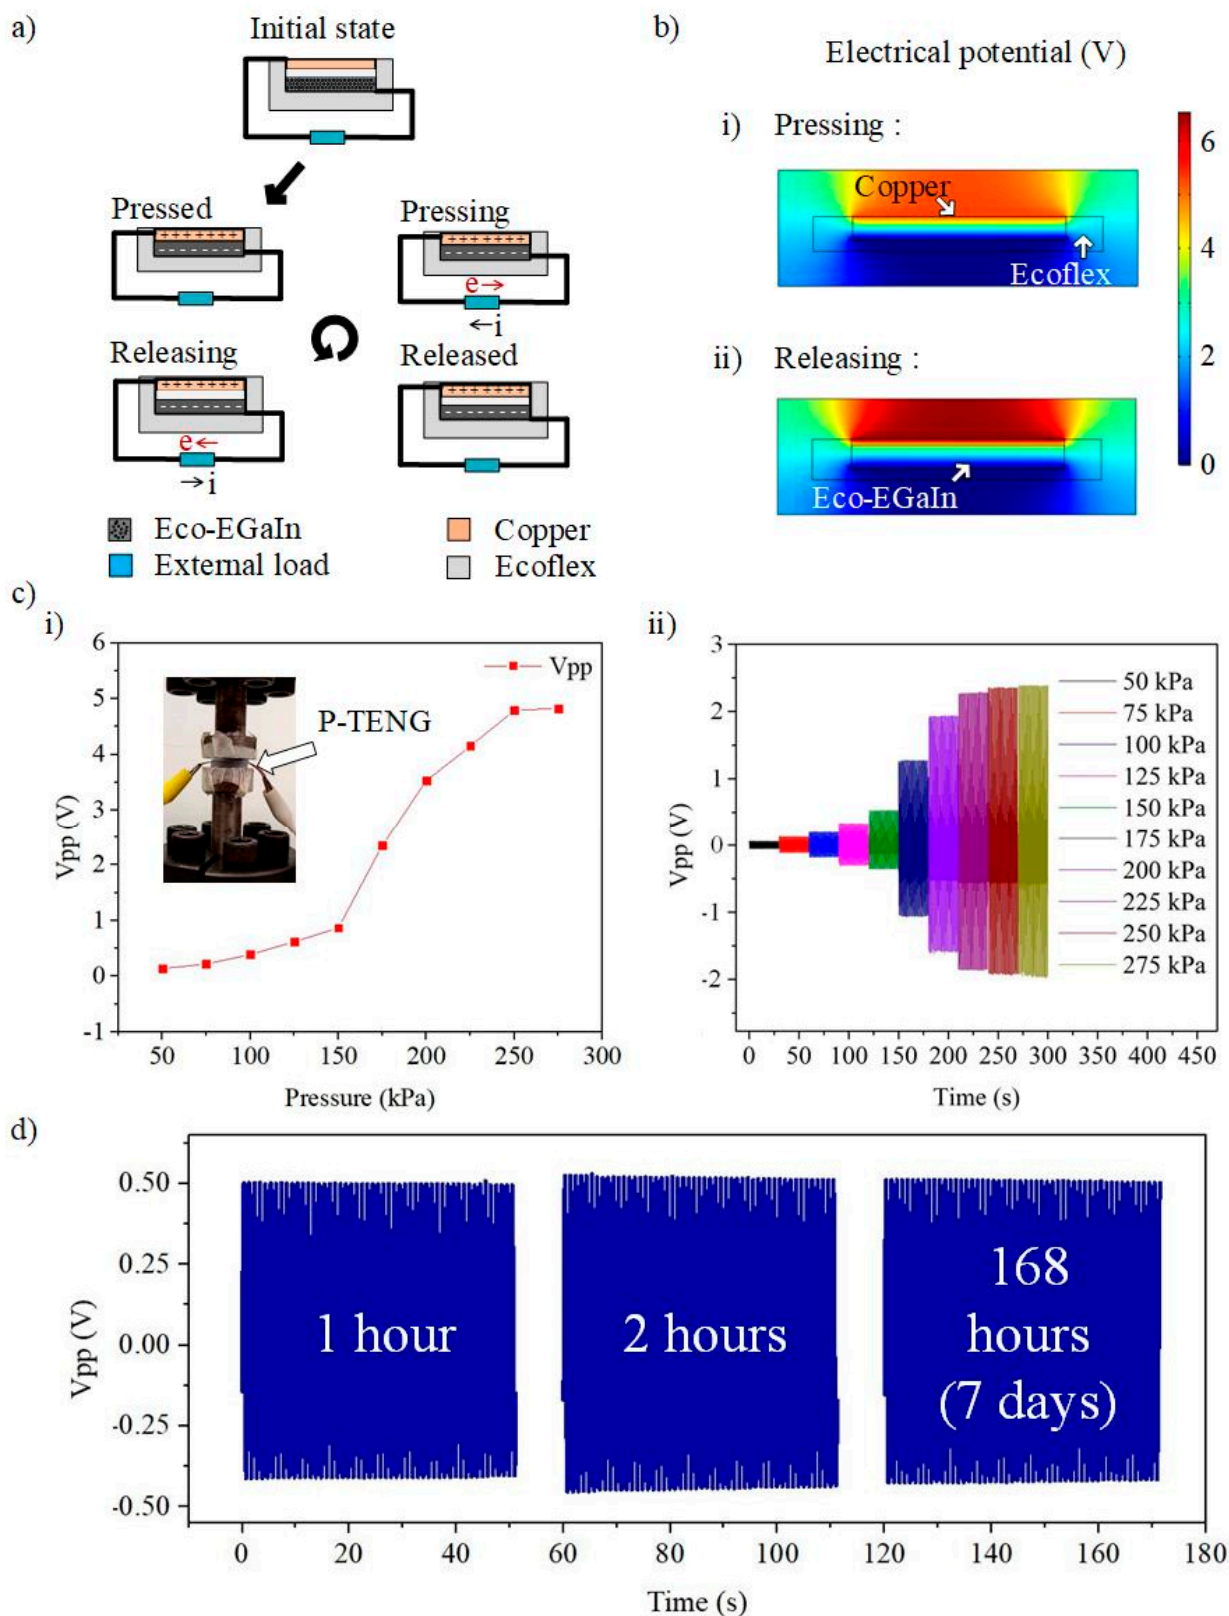 a)
Initial state
Pressed
Pressing
e→
←i
Releasing
Released
e←
→i
Eco-EGaIn
Copper
External load
Ecoflex
b)
Electrical potential (V)
i) Pressing :
Copper
Ecoflex
ii) Releasing :
Eco-EGaIn
6
4
2
0
c)
i)
6
5
4
3
2
1
0
-1
Vpp (V)
Vpp
P-TENG
50 100 150 200 250 300
Pressure (kPa)
ii)
3
2
1
0
-1
-2
Vpp (V)
50 kPa
75 kPa
100 kPa
125 kPa
150 kPa
175 kPa
200 kPa
225 kPa
250 kPa
275 kPa
0 50 100 150 200 250 300 350 400 450
Time (s)
d)
0.50
0.25
0.00
-0.25
-0.50
Vpp (V)
1 hour
2 hours
168
hours
(7 days)
0 20 40 60 80 100 120 140 160 180
Time (s)